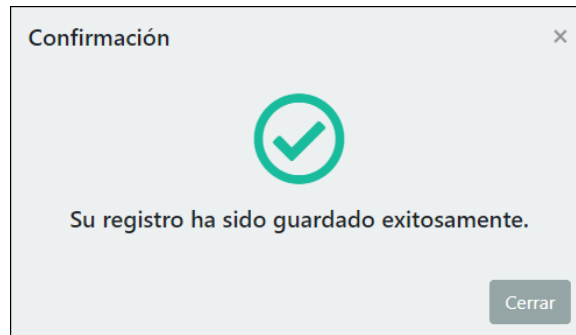 Confirmación
×
Su registro ha sido guardado exitosamente.
Cerrar